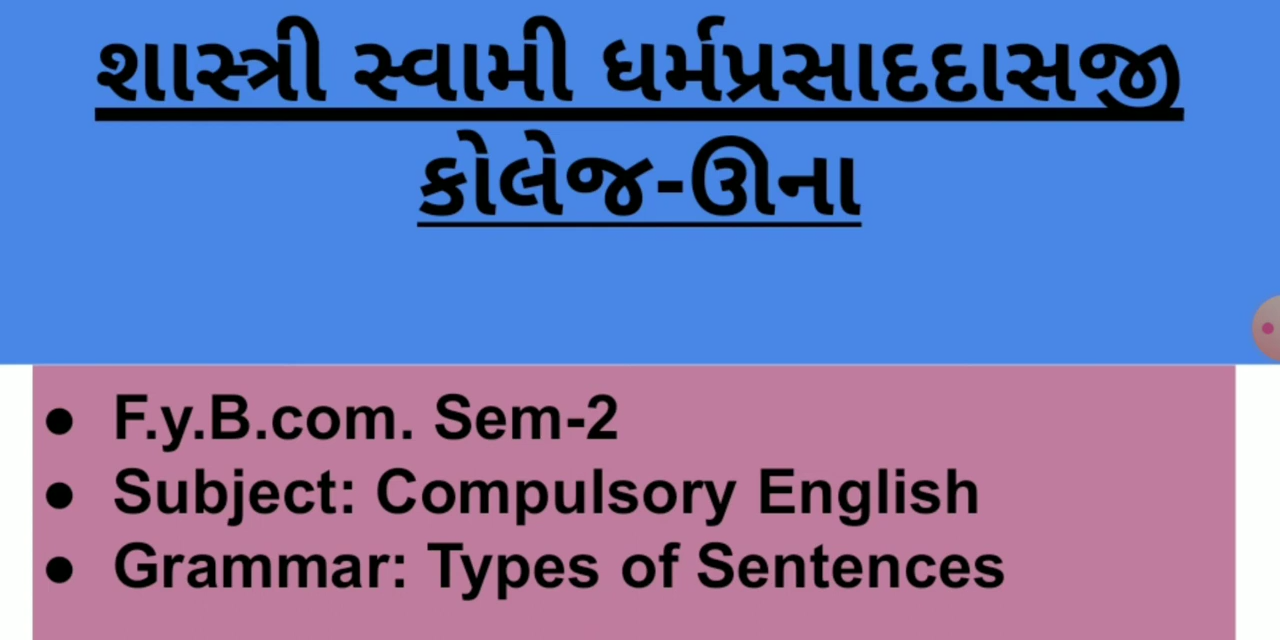 શાસ્ત્રી સ્વામી ધર્મપ્રસાદદાસજી
કોલેજ-ઊના
● F.y.B.com. Sem-2
● Subject: Compulsory English
● Grammar: Types of Sentences